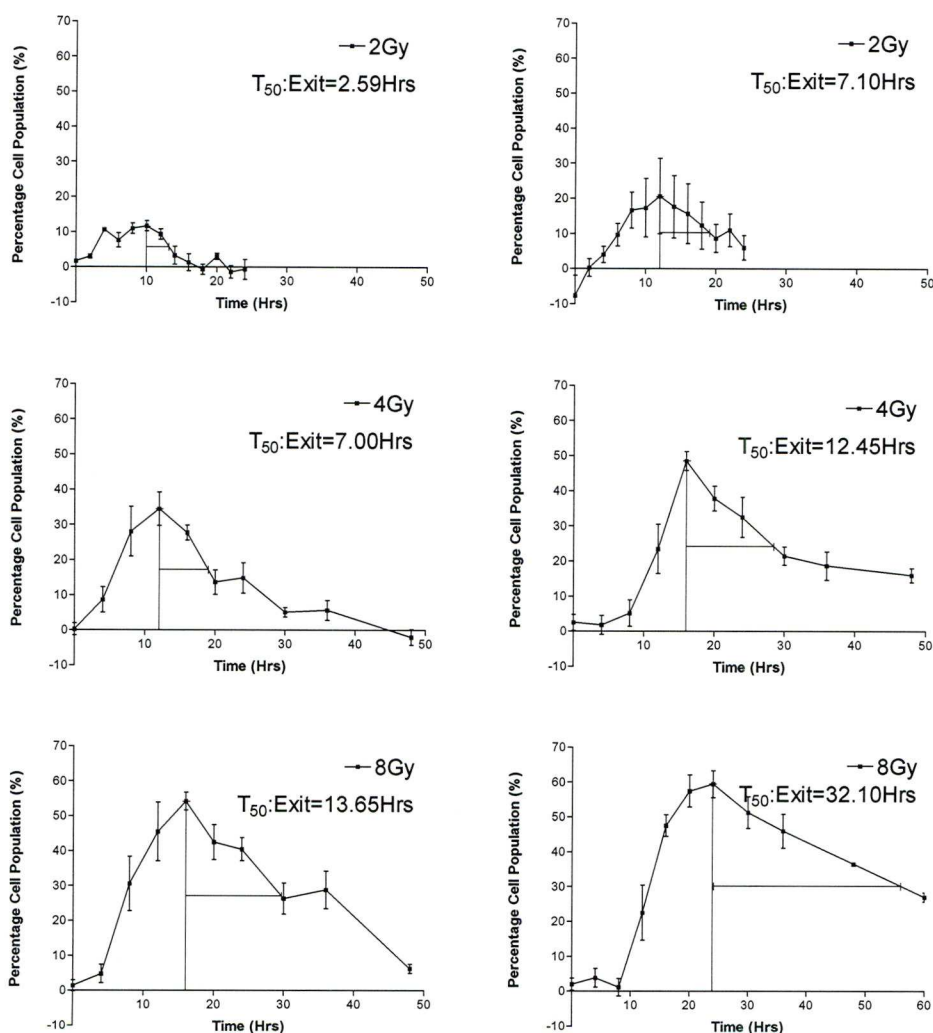 70
60
50
40
30
20
10
0
-10
Percentage Cell Population (%)
2Gy
T50:Exit=2.59Hrs
10 20 30 40 50
Time (Hrs)
70
60
50
40
30
20
10
0
-10
Percentage Cell Population (%)
2Gy
T50:Exit=7.10Hrs
10 20 30 40 50
Time (Hrs)
70
60
50
40
30
20
10
0
-10
Percentage Cell Population (%)
4Gy
T50:Exit=7.00Hrs
10 20 30 40 50
Time (Hrs)
70
60
50
40
30
20
10
0
-10
Percentage Cell Population (%)
4Gy
T50:Exit=12.45Hrs
10 20 30 40 50
Time (Hrs)
70
60
50
40
30
20
10
0
Percentage Cell Population (%)
8Gy
T50:Exit=13.65Hrs
10 20 30 40 50
Time (Hrs)
70
60
50
40
30
20
10
0
Percentage Cell Population (%)
8Gy
T50:Exit=32.10Hrs
10 20 30 40 50 60
Time (Hrs)